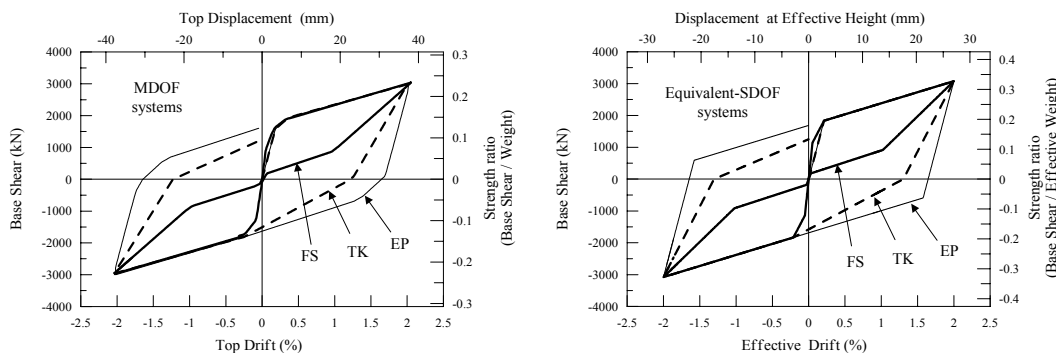 Top Displacement (mm)
-40 -20 0 20 40
4000
3000
2000
1000
0
-1000
-2000
-3000
4000
Base Shear (kN)
MDOF
systems
FS
TK
EP
0.3
0.2
0.1
0
-0.1
-0.2
-0.3
Strength ratio
(Base Shear / Weight)
-2.5 -2 -1.5 -1 -0.5 0 0.5 1 1.5 2 2.5
Top Drift (%)
Displacement at Effective Height (mm)
-30 -20 -10 0 10 20 30
4000
3000
2000
1000
0
-1000
-2000
-3000
-4000
Base Shear (kN)
Equivalent-SDOF
systems
FS
TK
EP
0.4
0.3
0.2
0.1
0
-0.1
-0.2
-0.3
-0.4
Strength ratio
(Base Shear / Effective Weight)
-2.5 -2 -1.5 -1 -0.5 0 0.5 1 1.5 2 2.5
Effective Drift (%)